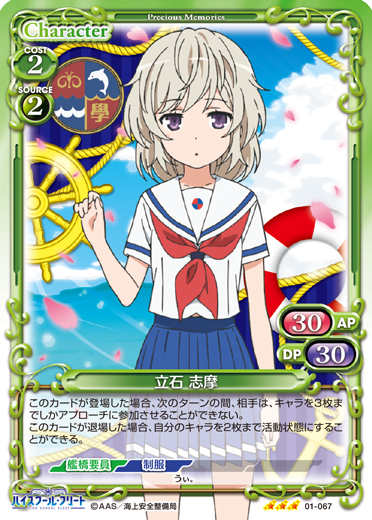 Precious Memories
Character
COST
2
SOURCE
2
學
30 AP
DP 30
立石 志摩
このカードが登場した場合、次のターンの間、相手は、キャラを3枚ま
でしかアプローチに参加させることができない。
このカードが退場した場合、自分のキャラを2枚まで活動状態にするこ
とができる。
艦橋要員 制服
うぃ。
ハイスクール・フリート
©AAS/海上安全整備局
01-067